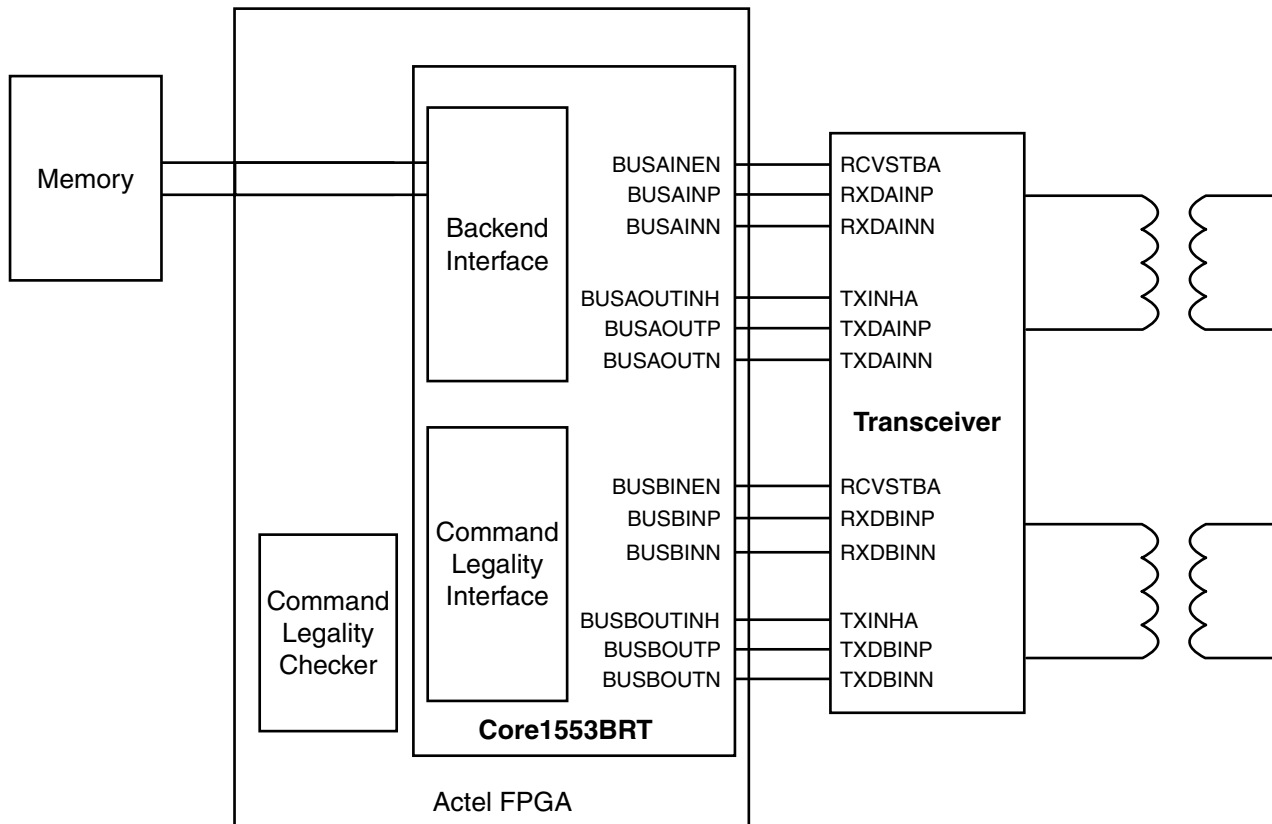 Memory
Backend
Interface
Command
Legality
Checker
Command
Legality
Interface
BUSAINEN
BUSAINP
BUSAINN
BUSAOUTINH
BUSAOUTP
BUSAOUTN
BUSBINEN
BUSBINP
BUSBINN
BUSBOUTINH
BUSBOUTP
BUSBOUTN
Core1553BRT
Actel FPGA
RCVSTBA
RXDAINP
RXDAINN
TXINHA
TXDAINP
TXDAINN
Transceiver
RCVSTBA
RXDBINP
RXDBINN
TXINHA
TXDBINP
TXDBINN